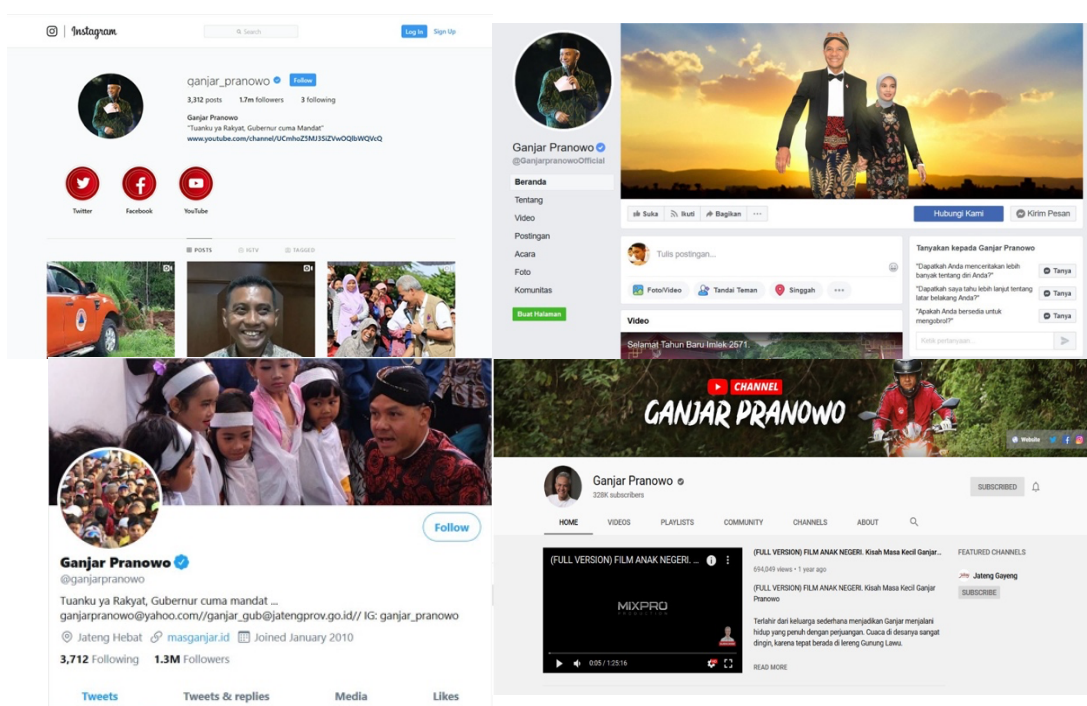 Instagram
Search
Log In Sign Up
ganjar_pranowo Follow
3,312 posts 1.7m followers 3 following
Ganjar Pranowo
"Tuanku ya Rakyat, Gubernur cuma Mandat"
www.youtube.com/channel/UCmhoZ5MJ3SiZVwOQlbWQVcQ
Twitter Facebook YouTube
POSTS IGTV TAGGED
Ganjar Pranowo
@GanjarpranowoOfficial
Beranda
Tentang
Video
Postingan
Acara
Foto
Komunitas
Buat Halaman
Suka Ikuti Bagikan ...
Hubungi Kami Kirim Pesan
Tulis postingan...
Foto/Video Tandai Teman Singgah ...
Video
Selamat Tahun Baru Imlek 2571
Tanyakan kepada Ganjar Pranowo
"Dapatkah Anda menceritakan lebih
banyak tentang diri Anda?"
Tanya
"Dapatkah saya tahu lebih lanjut tentang
latar belakang Anda?"
Tanya
"Apakah Anda bersedia untuk
mengobrol?"
Tanya
Ketik pertanyaan...
Follow
Ganjar Pranowo
@ganjarpranowo
Tuanku ya Rakyat, Gubernur cuma mandat ...
ganjarpranowo@yahoo.com//ganjar_gub@jatengprov.go.id// IG: ganjar_pranowo
Jateng Hebat masganjar.id Joined January 2010
3,712 Following 1.3M Followers
Tweets Tweets & replies Media Likes
CHANNEL
GANJAR PRANOWO
Website
Ganjar Pranowo
328K subscribers
SUBSCRIBED
HOME VIDEOS PLAYLISTS COMMUNITY CHANNELS ABOUT
(FULL VERSION) FILM ANAK NEGERI. ...
MIXPRO
0:05 / 1:25:16
(FULL VERSION) FILM ANAK NEGERI. Kisah Masa Kecil Ganjar...
694,049 views • 1 year ago
(FULL VERSION) FILM ANAK NEGERI. Kisah Masa Kecil Ganjar
Pranowo
Terlahir dari keluarga sederhana menjadikan Ganjar menjalani
hidup yang penuh dengan perjuangan. Cuaca di desanya sangat
dingin, karena tepat berada di lereng Gunung Lawu.
READ MORE
FEATURED CHANNELS
Jateng Gayeng
SUBSCRIBE